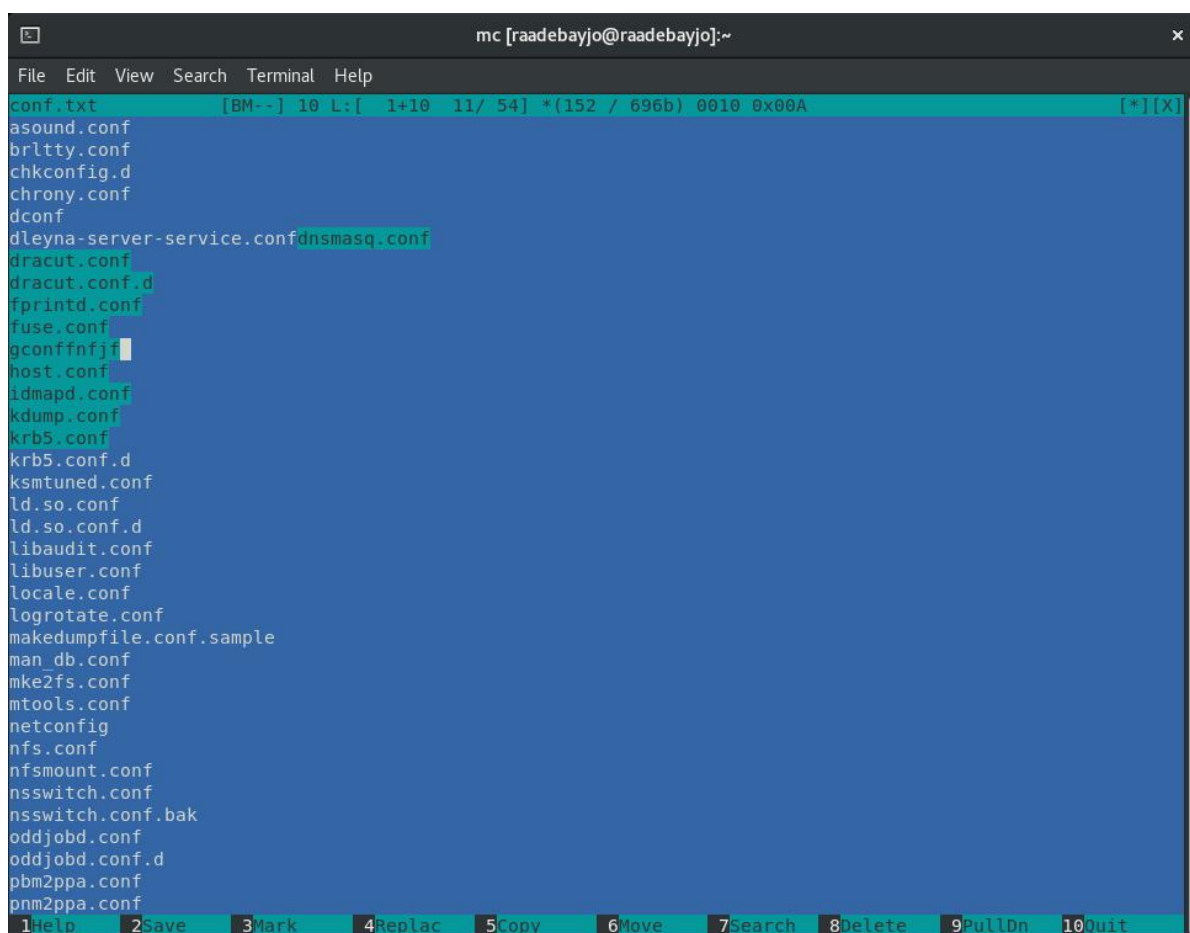 mc [raadebayjo@raadebayjo]:~ ×
File Edit View Search Terminal Help
conf.txt [BM--] 10 L:[ 1+10 11/ 54] *(152 / 696b) 0010 0x00A [*][X]
asound.conf
brltty.conf
chkconfig.d
chrony.conf
dconf
dleyna-server-service.confdnsmasq.conf
dracut.conf
dracut.conf.d
fprintd.conf
fuse.conf
gconffnfjf
host.conf
idmapd.conf
kdump.conf
krb5.conf
krb5.conf.d
ksmtuned.conf
ld.so.conf
ld.so.conf.d
libaudit.conf
libuser.conf
locale.conf
logrotate.conf
makedumpfile.conf.sample
man_db.conf
mke2fs.conf
mtools.conf
netconfig
nfs.conf
nfsmount.conf
nsswitch.conf
nsswitch.conf.bak
oddjobd.conf
oddjobd.conf.d
pbm2ppa.conf
pnm2ppa.conf
1Help 2Save 3Mark 4Replac 5Copy 6Move 7Search 8Delete 9PullDn 10Quit